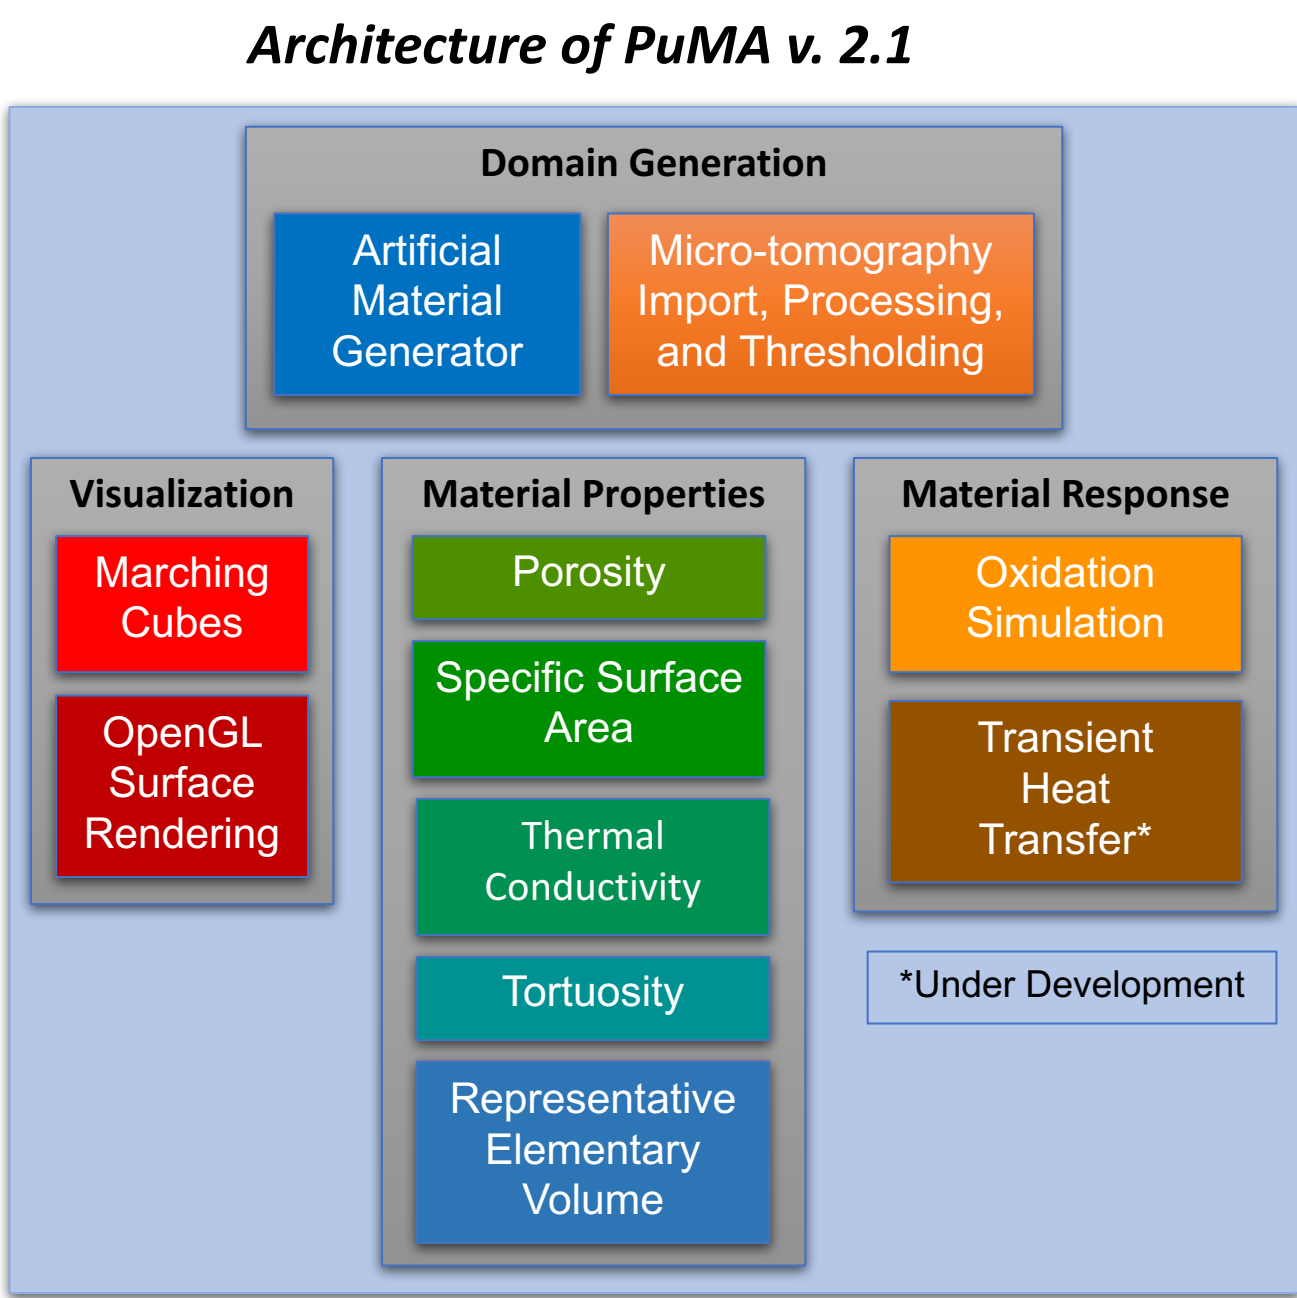 Architecture of PuMA v. 2.1
Domain Generation
Artificial
Material
Generator
Micro-tomography
Import, Processing,
and Thresholding
Visualization
Marching
Cubes
OpenGL
Surface
Rendering
Material Properties
Porosity
Specific Surface
Area
Thermal
Conductivity
Tortuosity
Representative
Elementary
Volume
Material Response
Oxidation
Simulation
Transient
Heat
Transfer*
*Under Development